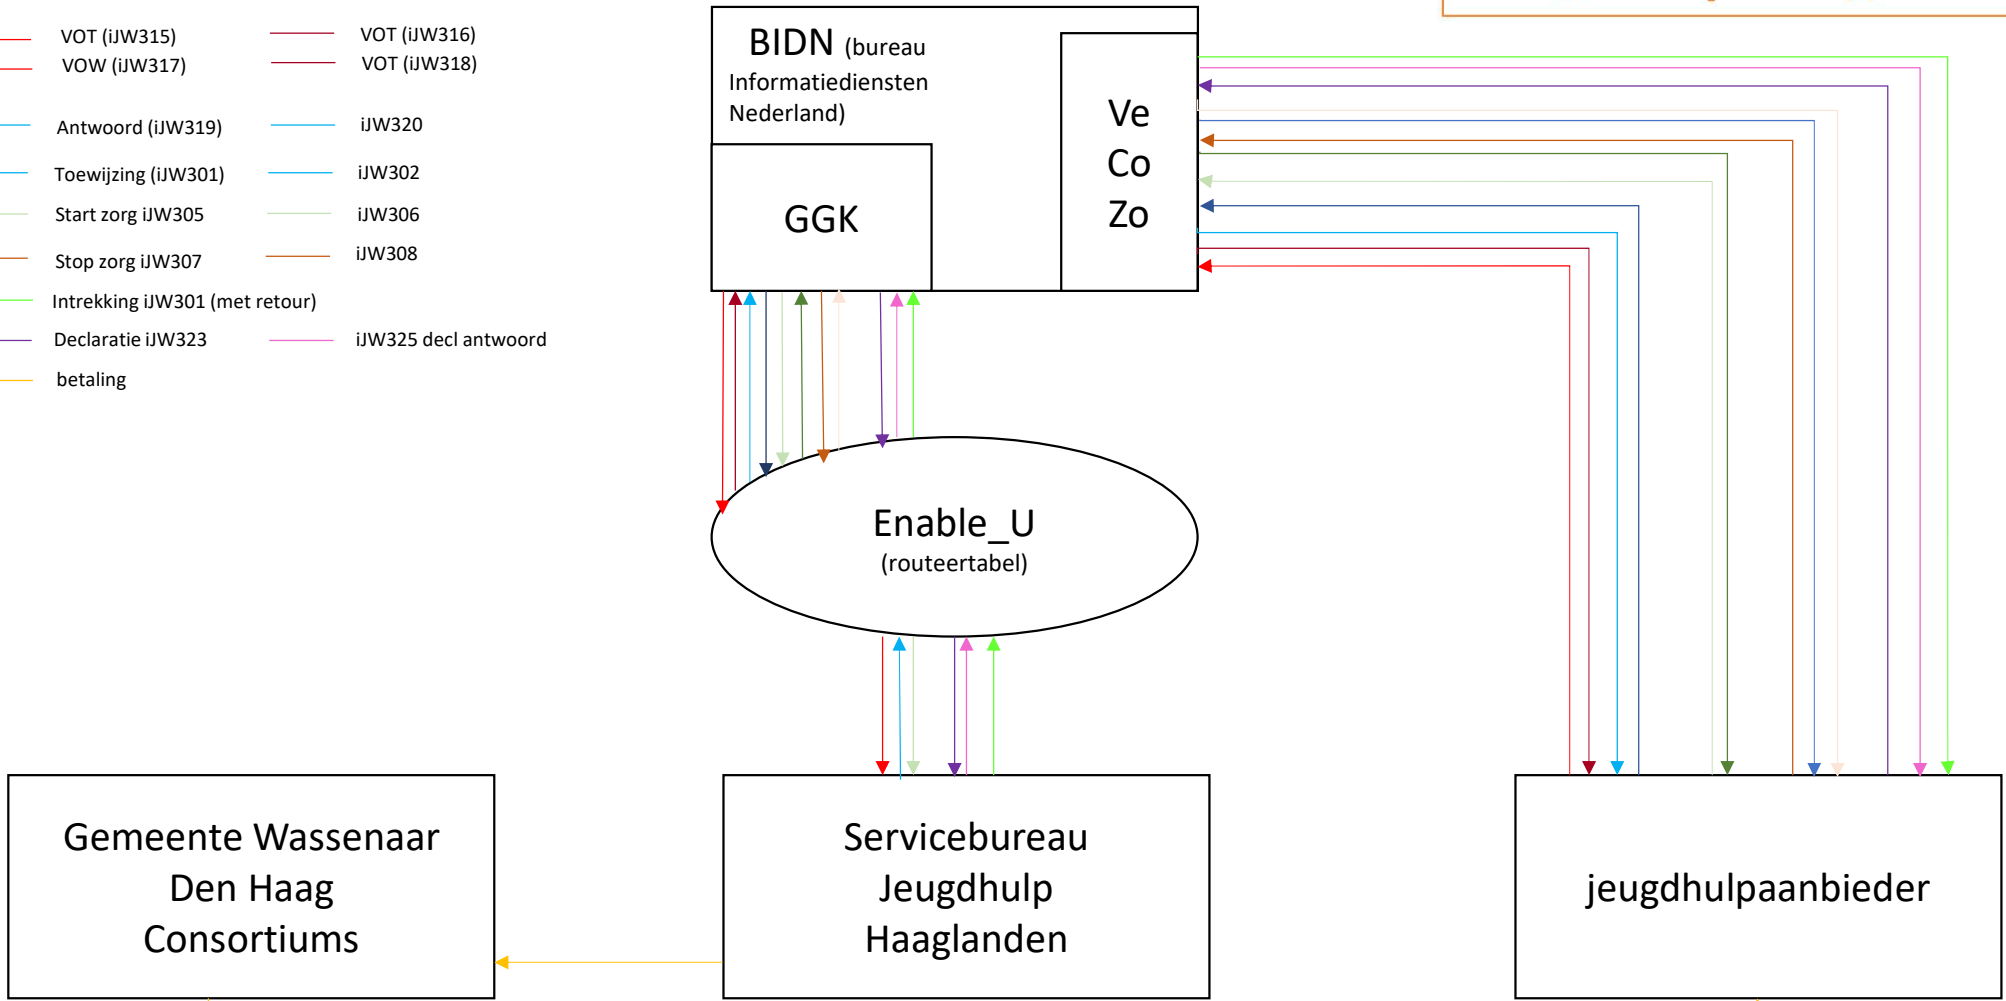 VOT (iJW315)
VOT (iJW316)
VOW (iJW317)
VOT (iJW318)
Antwoord (iJW319)
iJW320
Toewijzing (iJW301)
iJW302
Start zorg iJW305
iJW306
Stop zorg iJW307
iJW308
Intrekking iJW301 (met retour)
Declaratie iJW323
iJW325 decl antwoord
betaling
BIDN (bureau
Informatiediensten
Nederland)
GGK
Ve
Co
Zo
Enable_U
(routeertabel)
Gemeente Wassenaar
Den Haag
Consortiums
Servicebureau
Jeugdhulp
Haaglanden
jeugdhulpaanbieder